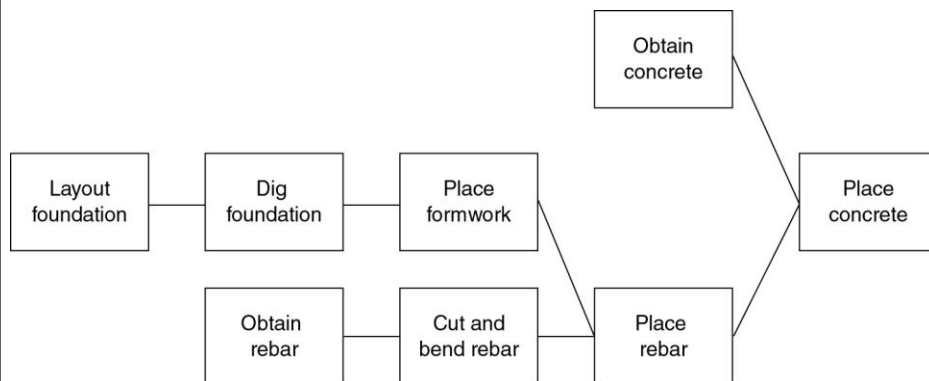 Obtain
concrete
Layout
foundation
Dig
foundation
Place
formwork
Place
concrete
Obtain
rebar
Cut and
bend rebar
Place
rebar